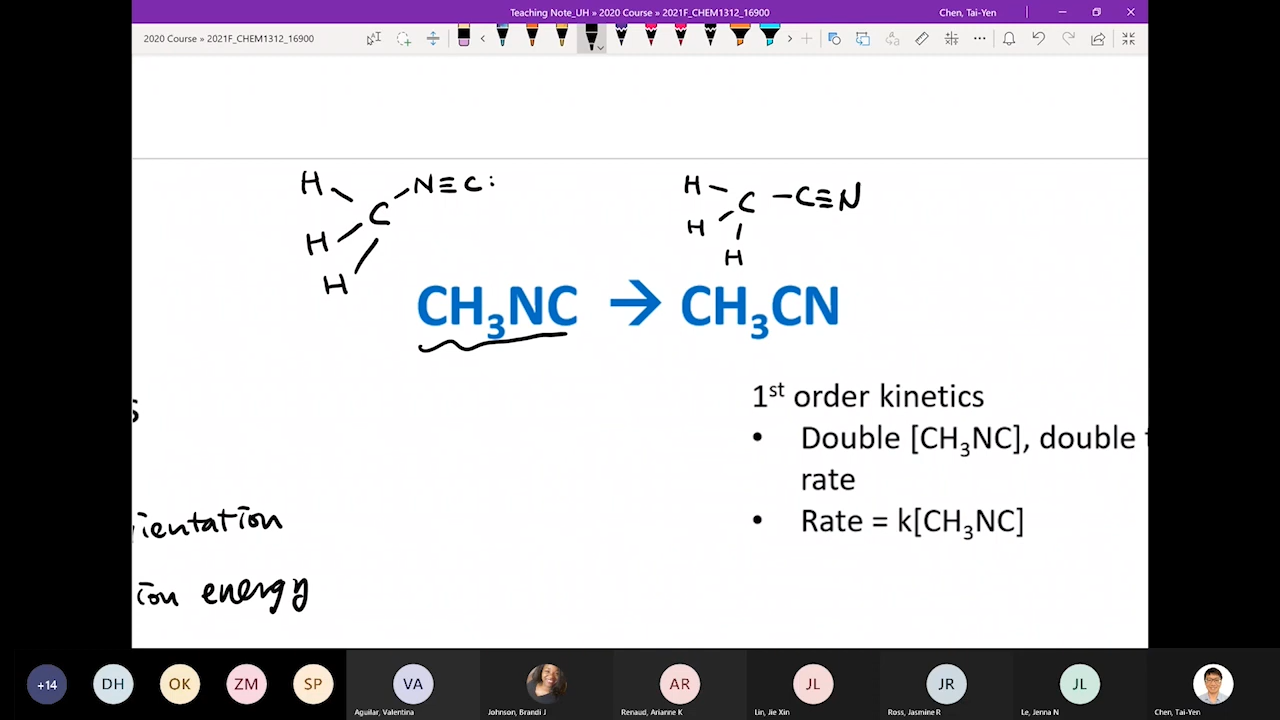 Teaching_Note_UH » 2020 Course » 2021F_CHEM1312_16900
Chen, Tai-Yen
2020 Course » 2021F_CHEM1312_16900
H
C
N≡C:
H
H
H
C
-C≡N
H
H
CH₃NC → CH₃CN
1st order kinetics
• Double [CH₃NC], double
rate
• Rate = k[CH₃NC]
s
ientation
ion energy
+14
DH
OK
ZM
SP
VA
AR
JL
JR
JL
Aguilar, Valentina
Johnson, Brandi J
Renaud, Arianne K
Lin, Jie Xin
Ross, Jasmine R
Le, Jenna N
Chen, Tai-Yen